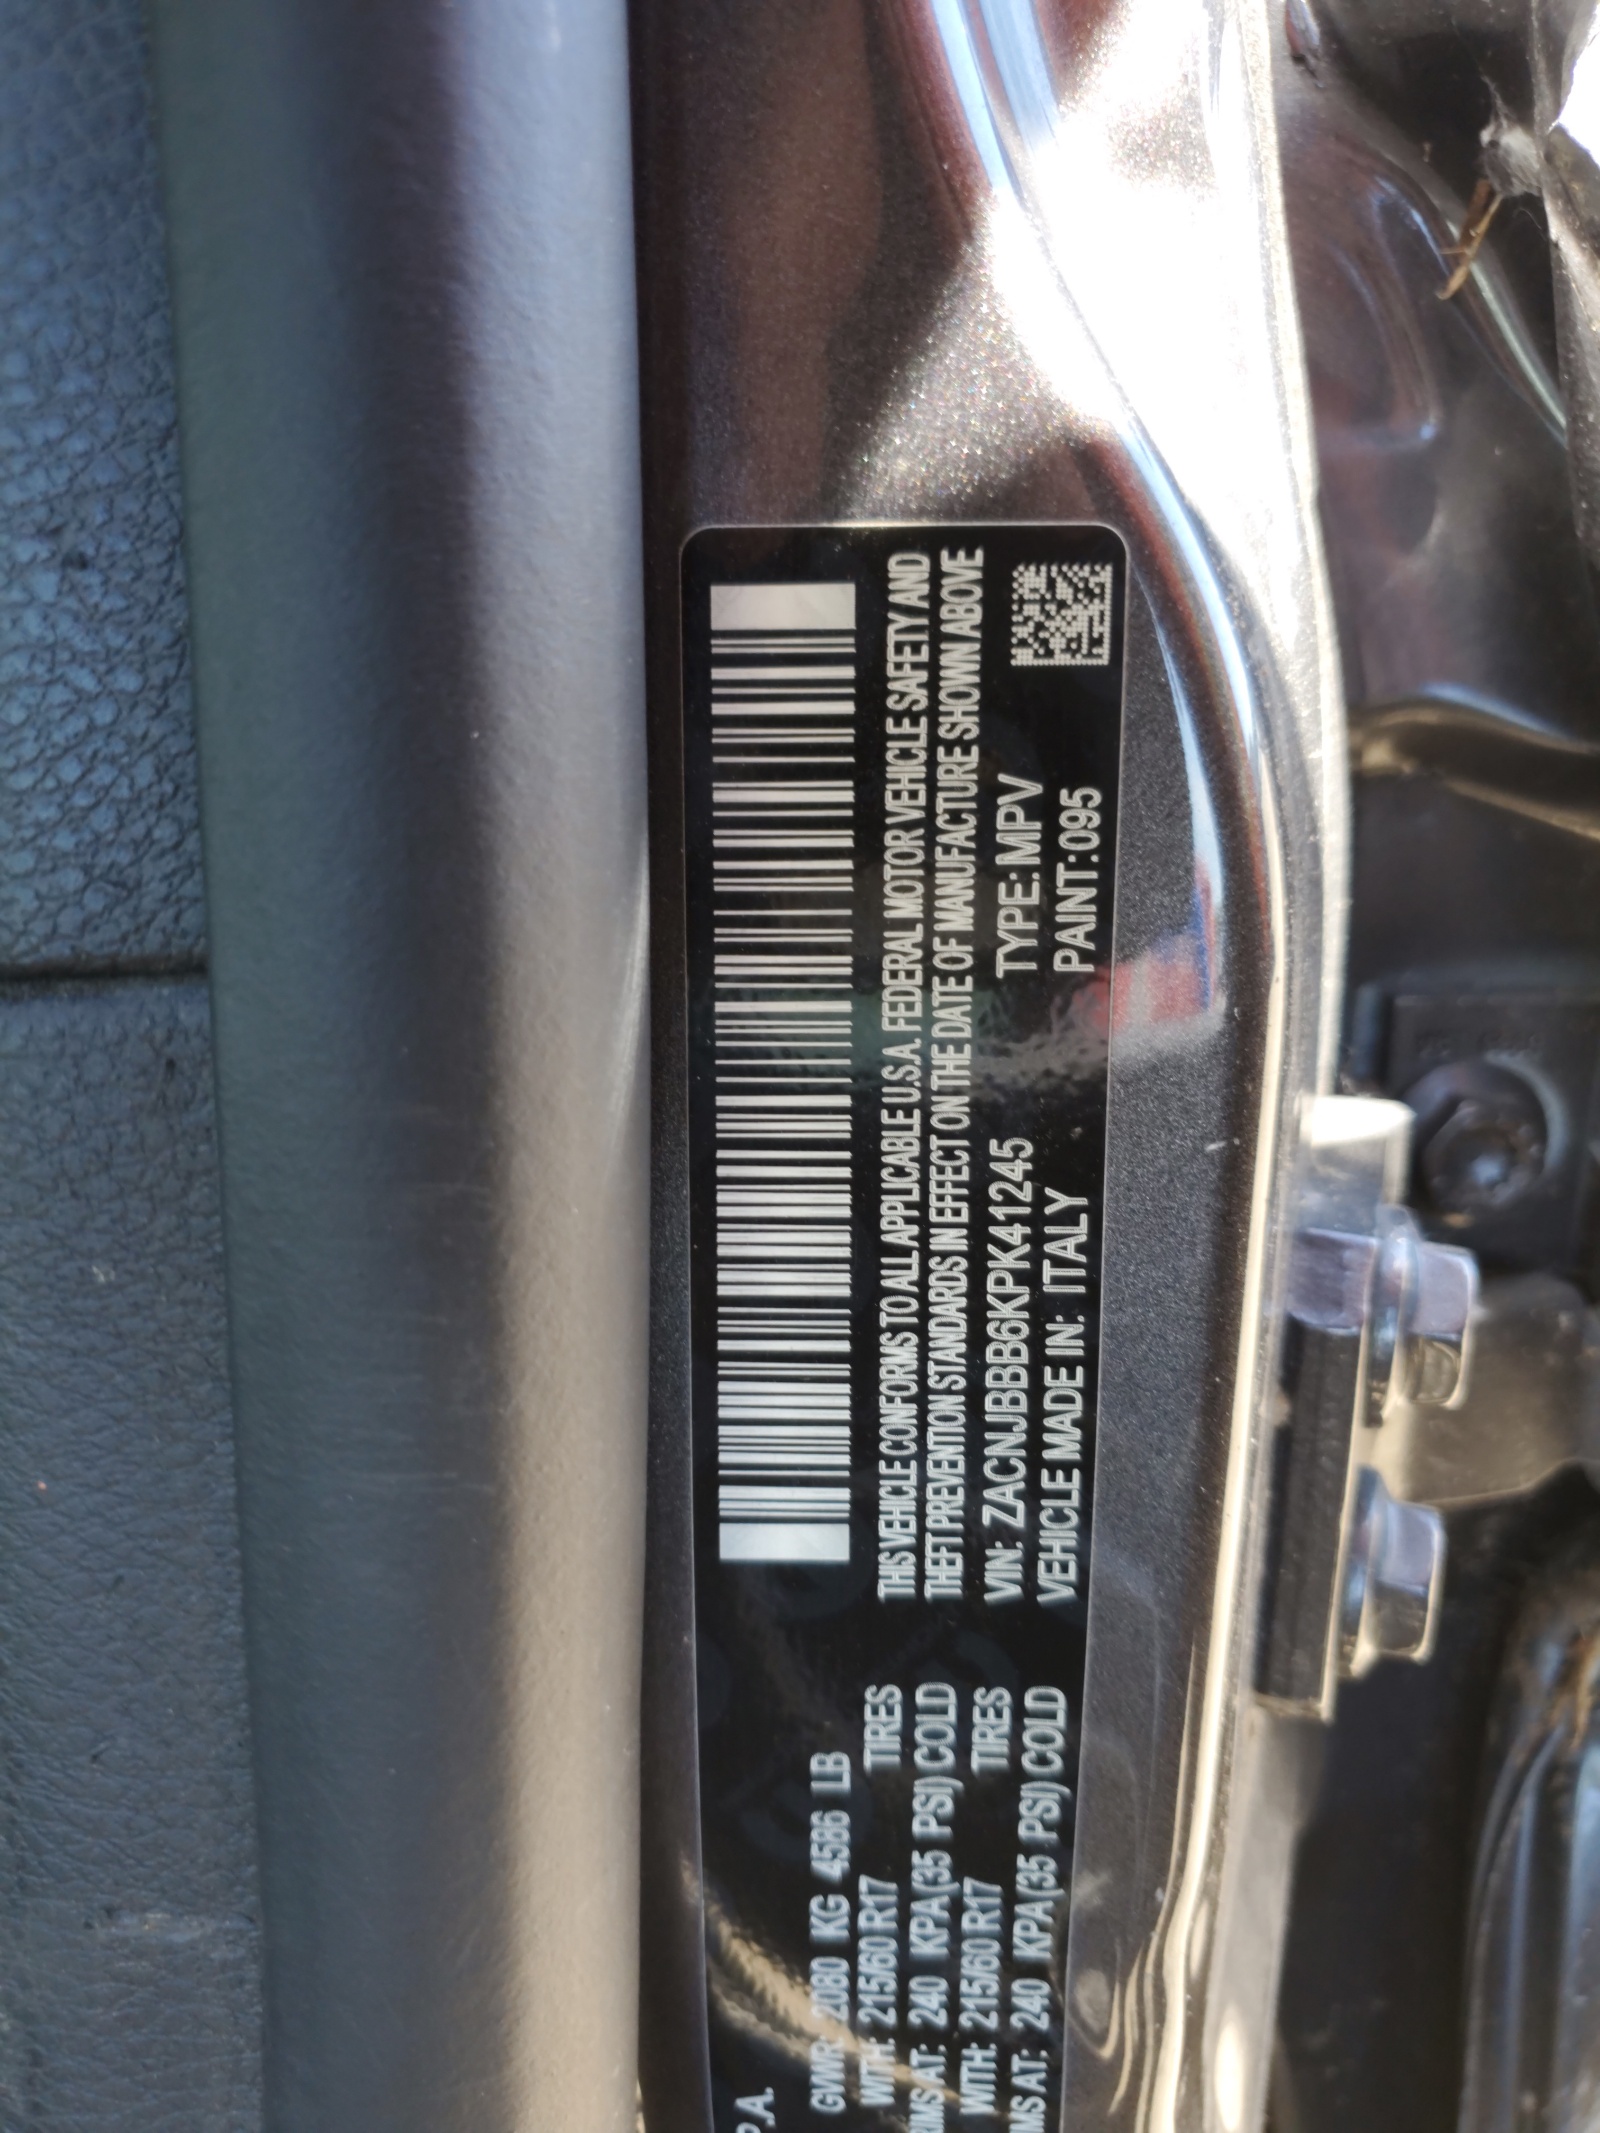 P.A.
GVWR: 2080 KG 4586 LB
WITH: 215/60 R17 TIRES
RIMS AT: 240 KPA(35 PSI) COLD
WITH: 215/60 R17 TIRES
RIMS AT: 240 KPA(35 PSI) COLD
THIS VEHICLE CONFORMS TO ALL APPLICABLE U.S.A. FEDERAL MOTOR VEHICLE SAFETY AND
THEFT PREVENTION STANDARDS IN EFFECT ON THE DATE OF MANUFACTURE SHOWN ABOVE
VIN: ZACNJBBB6KPK41245 TYPE: MPV
VEHICLE MADE IN: ITALY PAINT:095